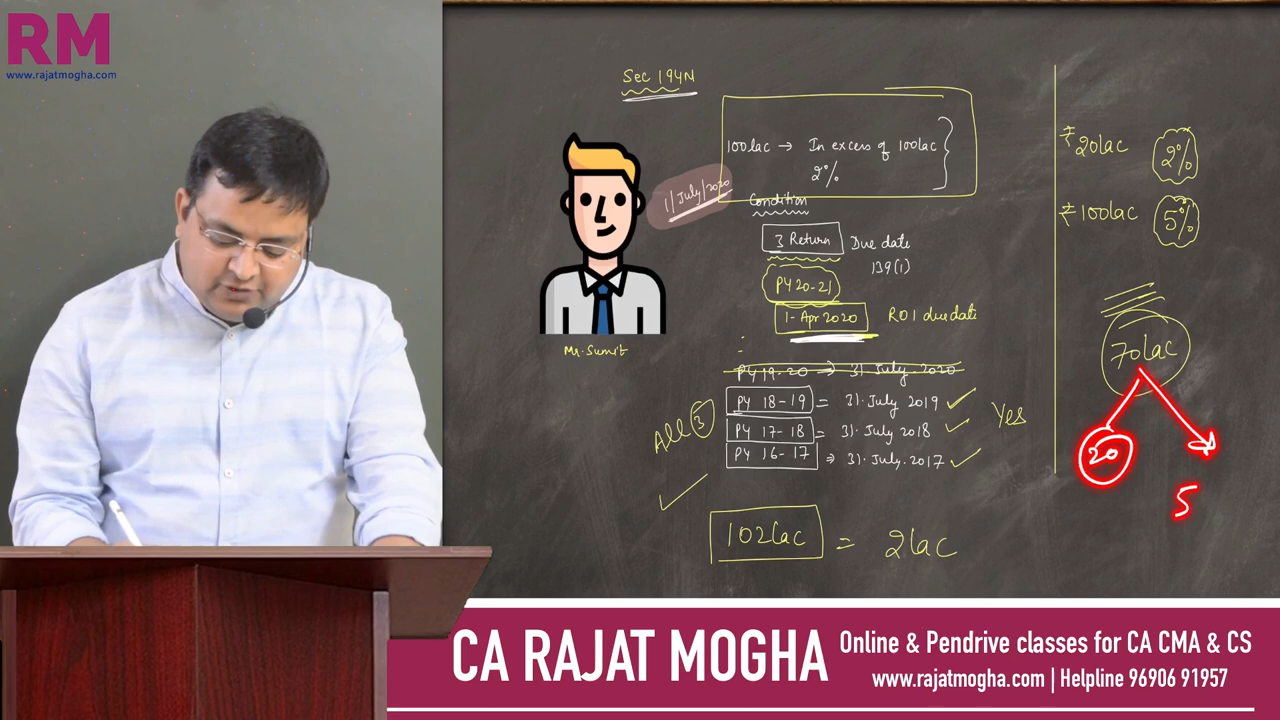 RM
www.rajatmogha.com
Sec 194N
100lac → In excess of 100lac
2%
1/July/2020
Condition
3 Return Due date
139(1)
PY 20-21
1-Apr 2020 ROI due date
Mr. Sumit
PY 19-20 → 31 July. 2020
PY 18-19 = 31. July 2019 ✓
PY 17-18 = 31. July 2018 ✓
PY 16-17 ⇒ 31. July. 2017 ✓
All 3
Yes
✓
102lac = 2lac
₹20lac 2%
₹100lac 5%
70lac
20
5
CA RAJAT MOGHA
Online & Pendrive classes for CA CMA & CS
www.rajatmogha.com | Helpline 96906 91957